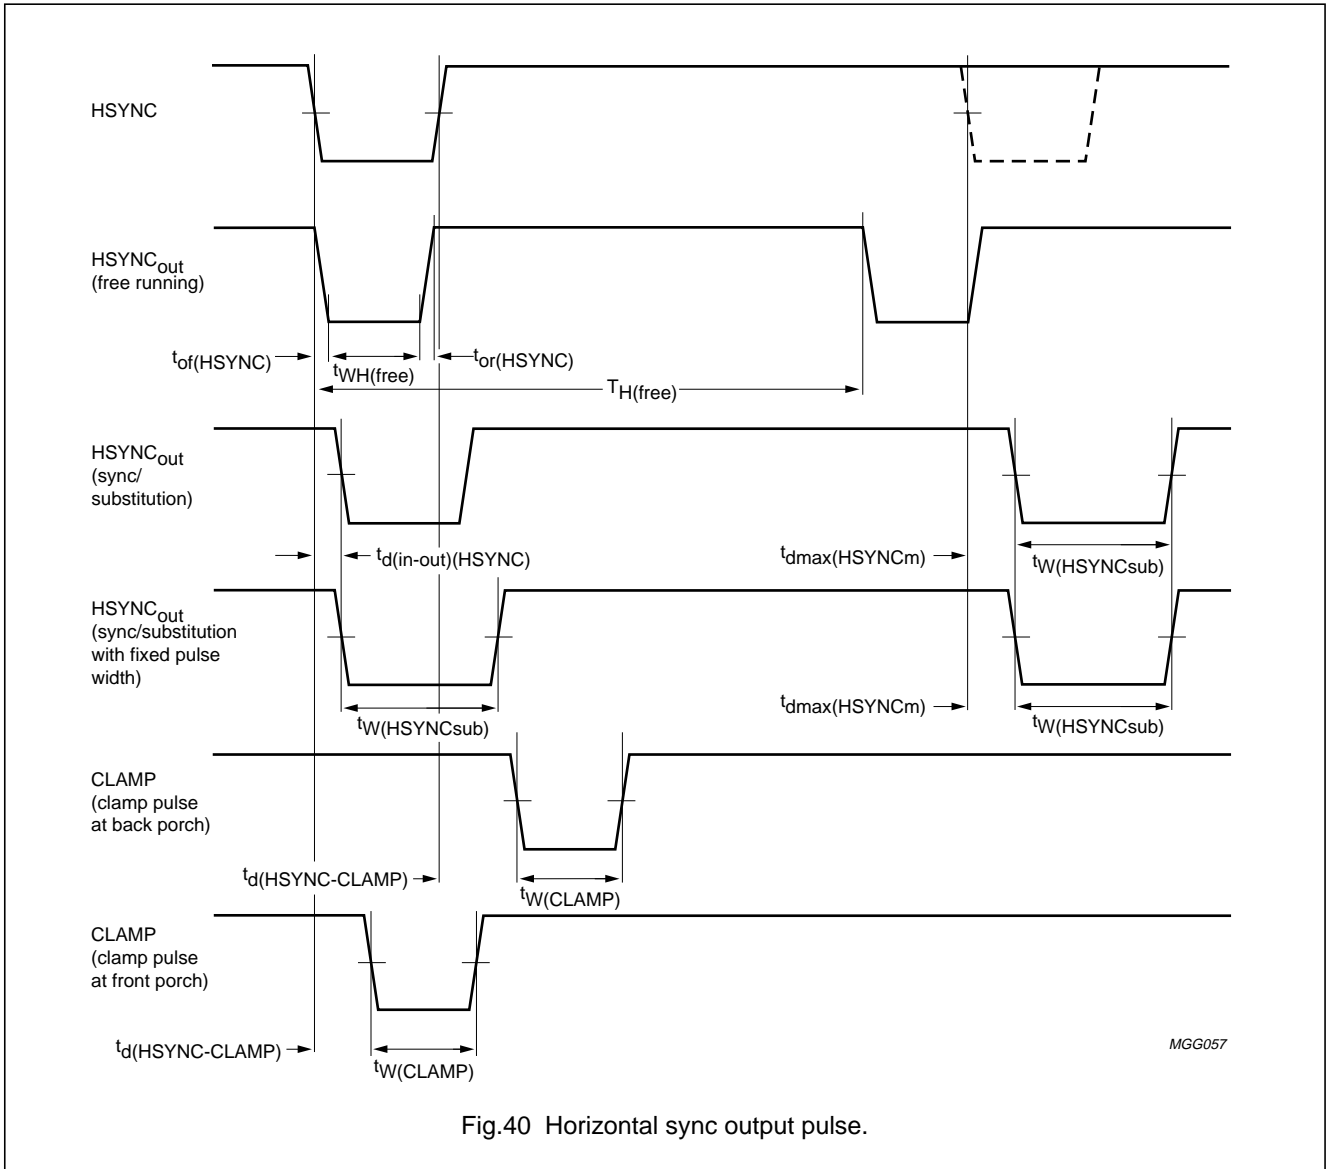 HSYNC
HSYNCout
(free running)
tof(HSYNC)
tWH(free)
tor(HSYNC)
TH(free)
HSYNCout
(sync/
substitution)
td(in-out)(HSYNC)
tdmax(HSYNCm)
tW(HSYNCsub)
HSYNCout
(sync/substitution
with fixed pulse
width)
tW(HSYNCsub)
tdmax(HSYNCm)
tW(HSYNCsub)
CLAMP
(clamp pulse
at back porch)
td(HSYNC-CLAMP)
tW(CLAMP)
CLAMP
(clamp pulse
at front porch)
td(HSYNC-CLAMP)
tW(CLAMP)
MGG057
Fig.40 Horizontal sync output pulse.